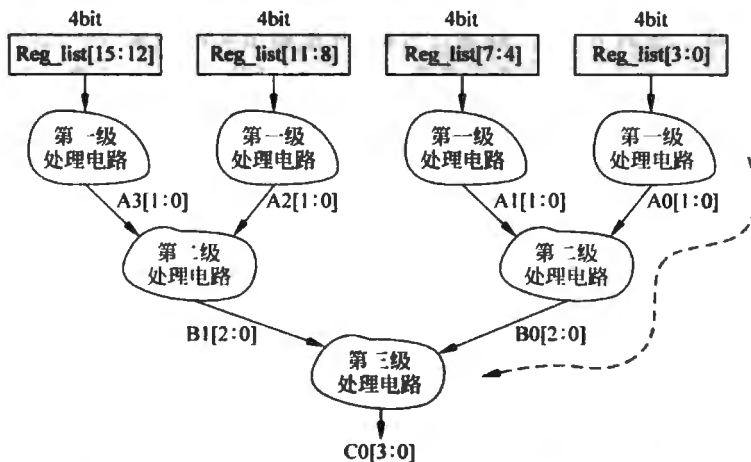 4bit 4bit 4bit 4bit
Reg_list[15:12] Reg_list[11:8] Reg_list[7:4] Reg_list[3:0]
第一级 第一级 第一级 第一级
处理电路 处理电路 处理电路 处理电路
A3[1:0] A2[1:0] A1[1:0] A0[1:0]
第二级 第二级
处理电路 处理电路
B1[2:0] B0[2:0]
第三级
处理电路
C0[3:0]